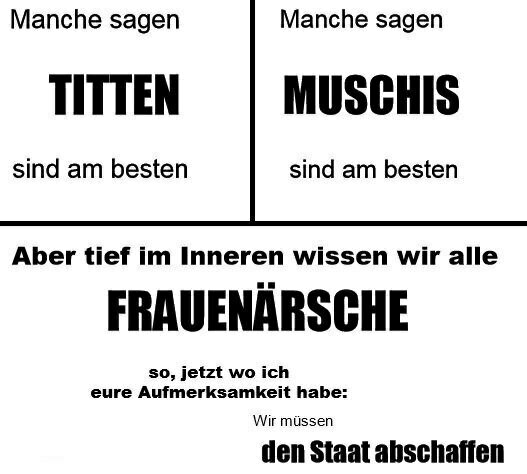 Manche sagen
TITTEN
sind am besten
Manche sagen
MUSCHIS
sind am besten
Aber tief im Inneren wissen wir alle
FRAUENÄRSCHE
so, jetzt wo ich
eure Aufmerksamkeit habe:
Wir müssen
den Staat abschaffen